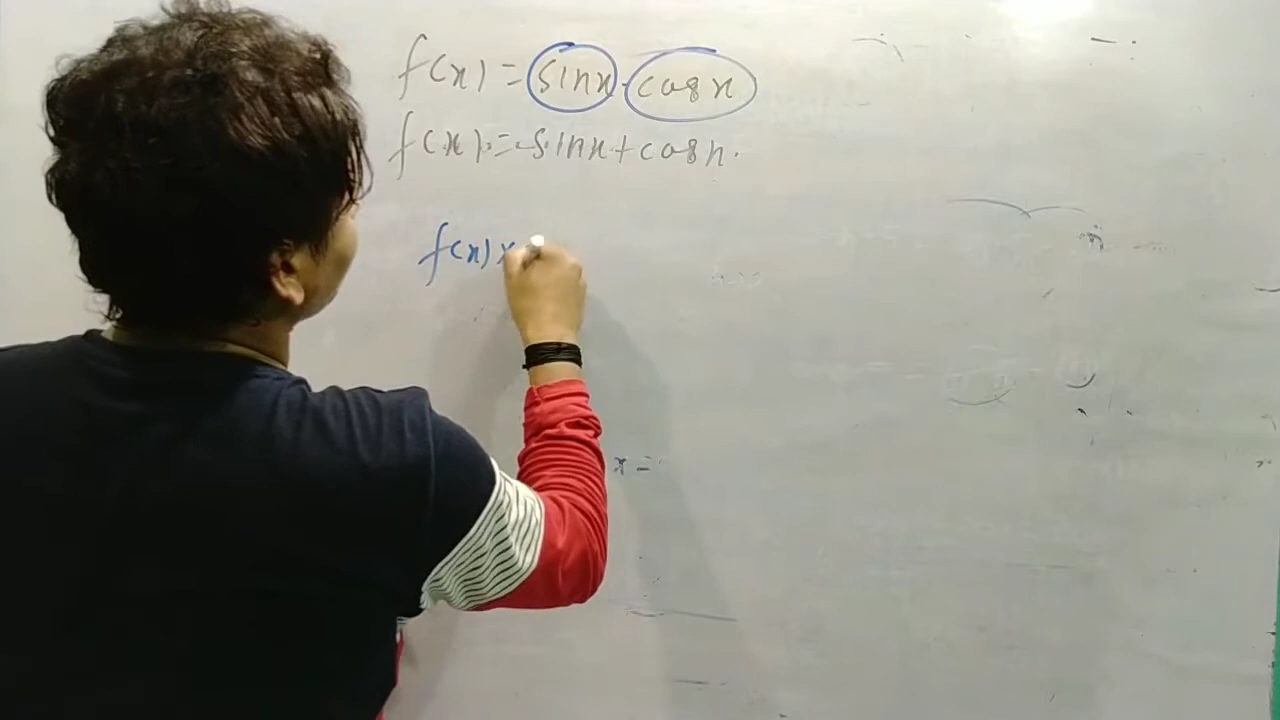 f(x) = sinx · cosx
f(x) = sinx + cosx.
f(x) x
x =